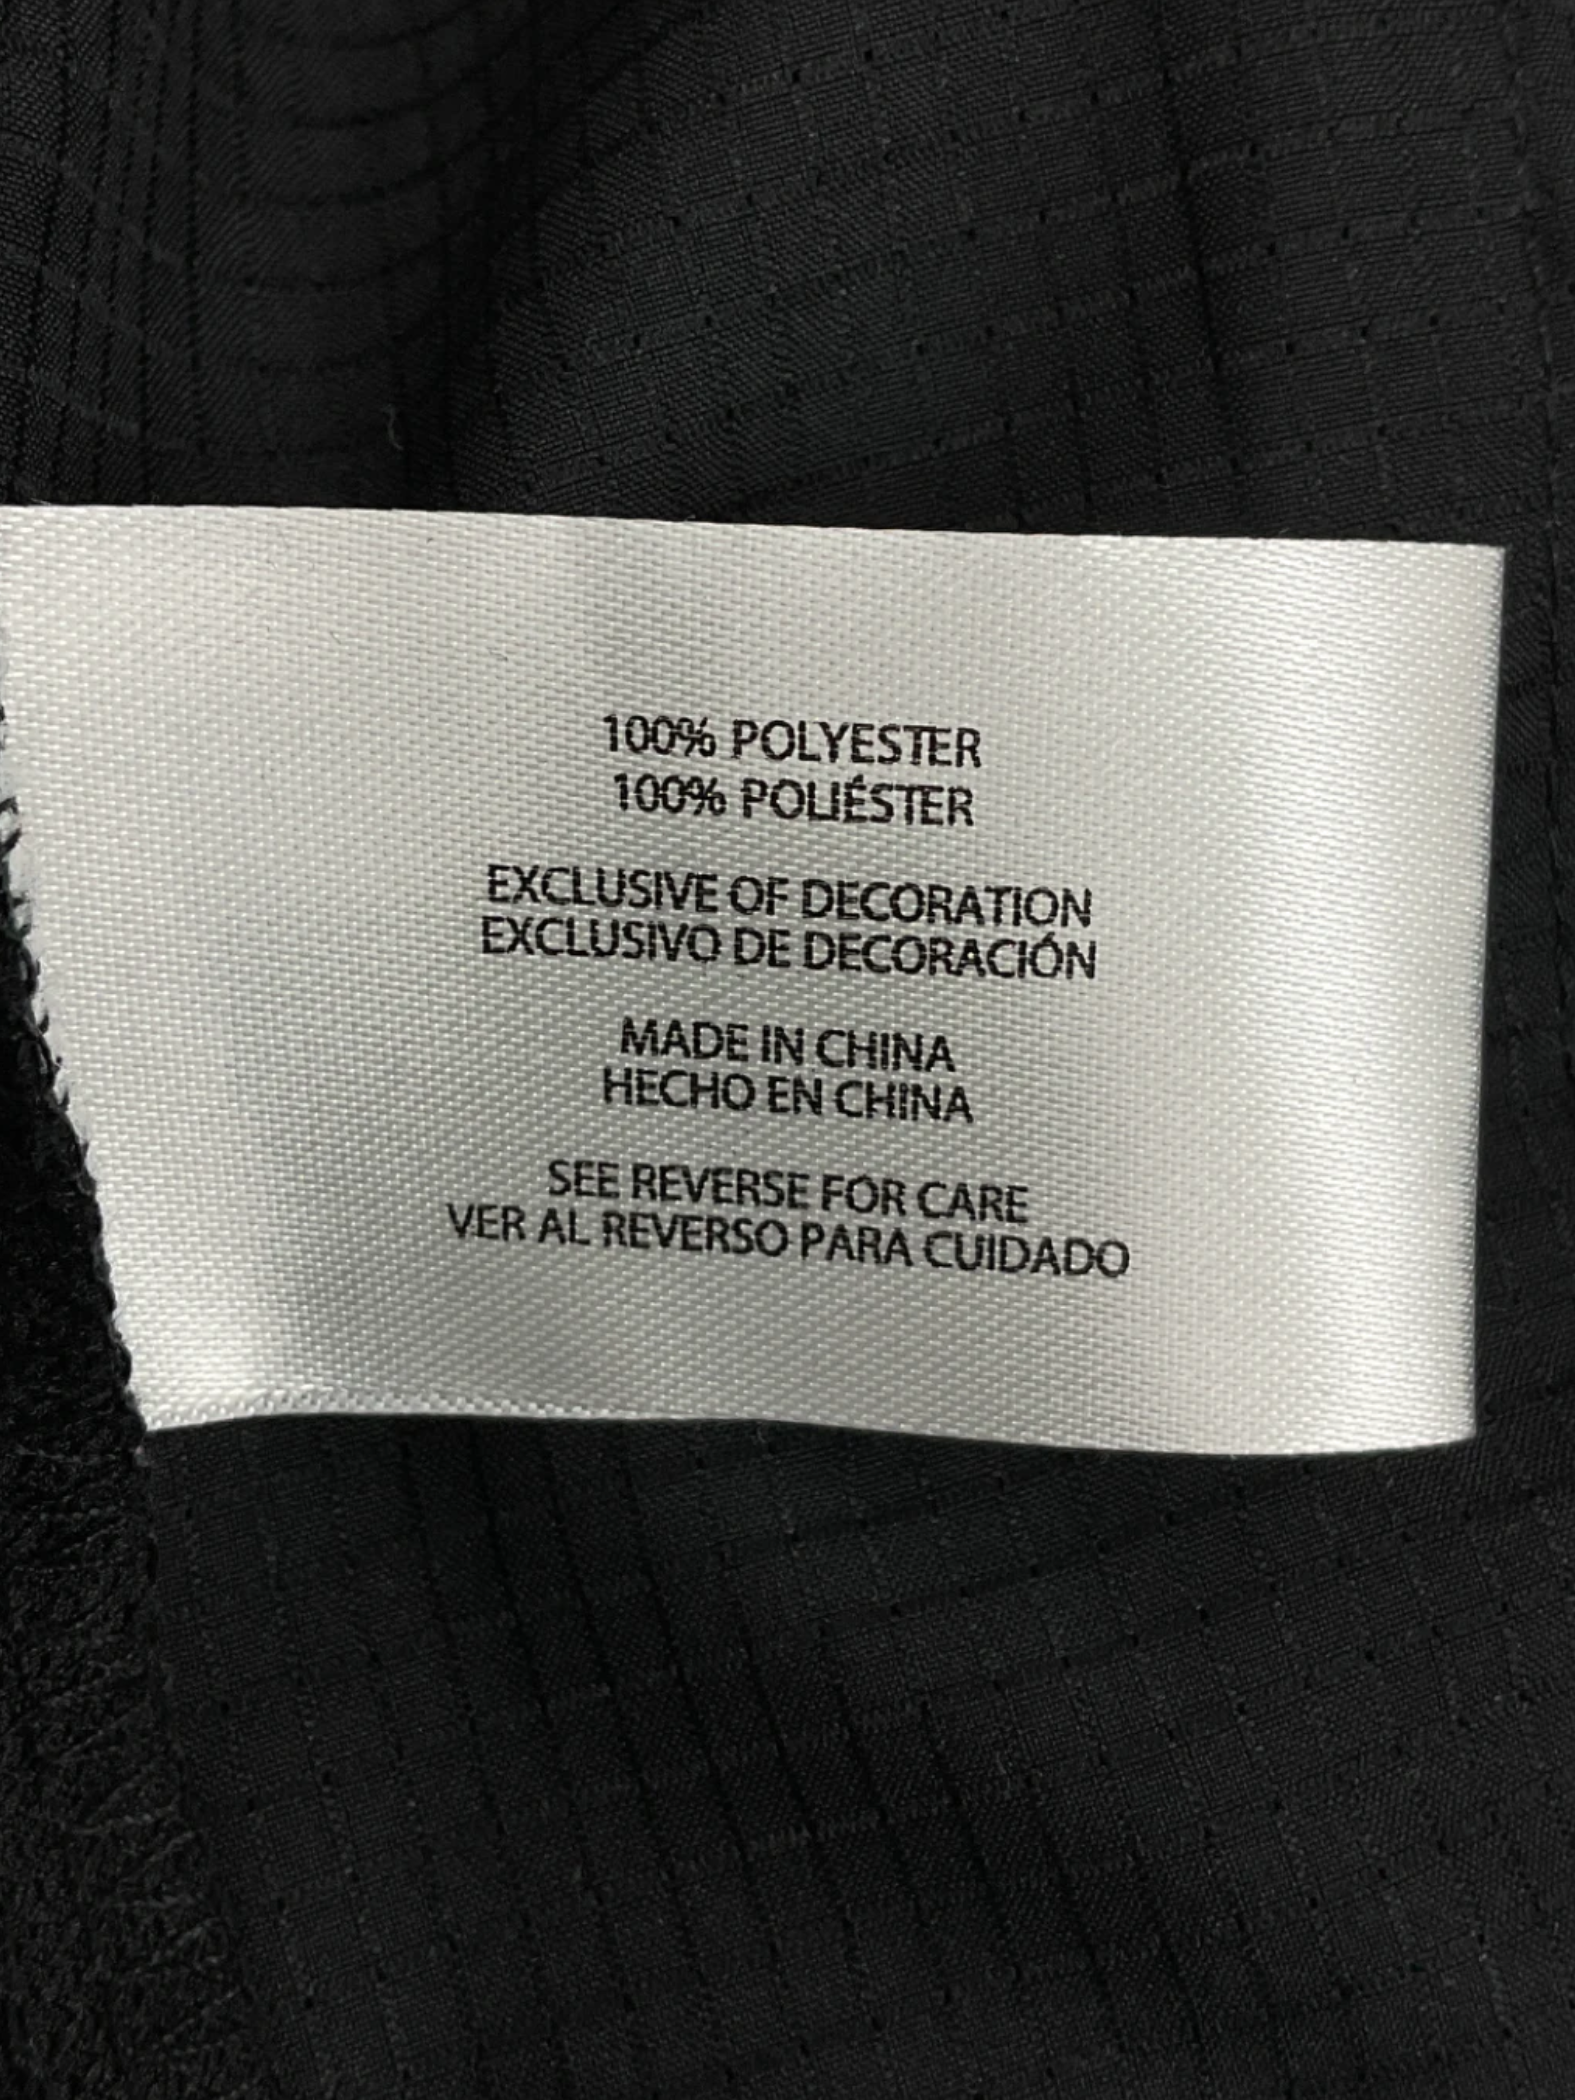 100% POLYESTER
100% POLIÉSTER
EXCLUSIVE OF DECORATION
EXCLUSIVO DE DECORACIÓN
MADE IN CHINA
HECHO EN CHINA
SEE REVERSE FOR CARE
VER AL REVERSO PARA CUIDADO